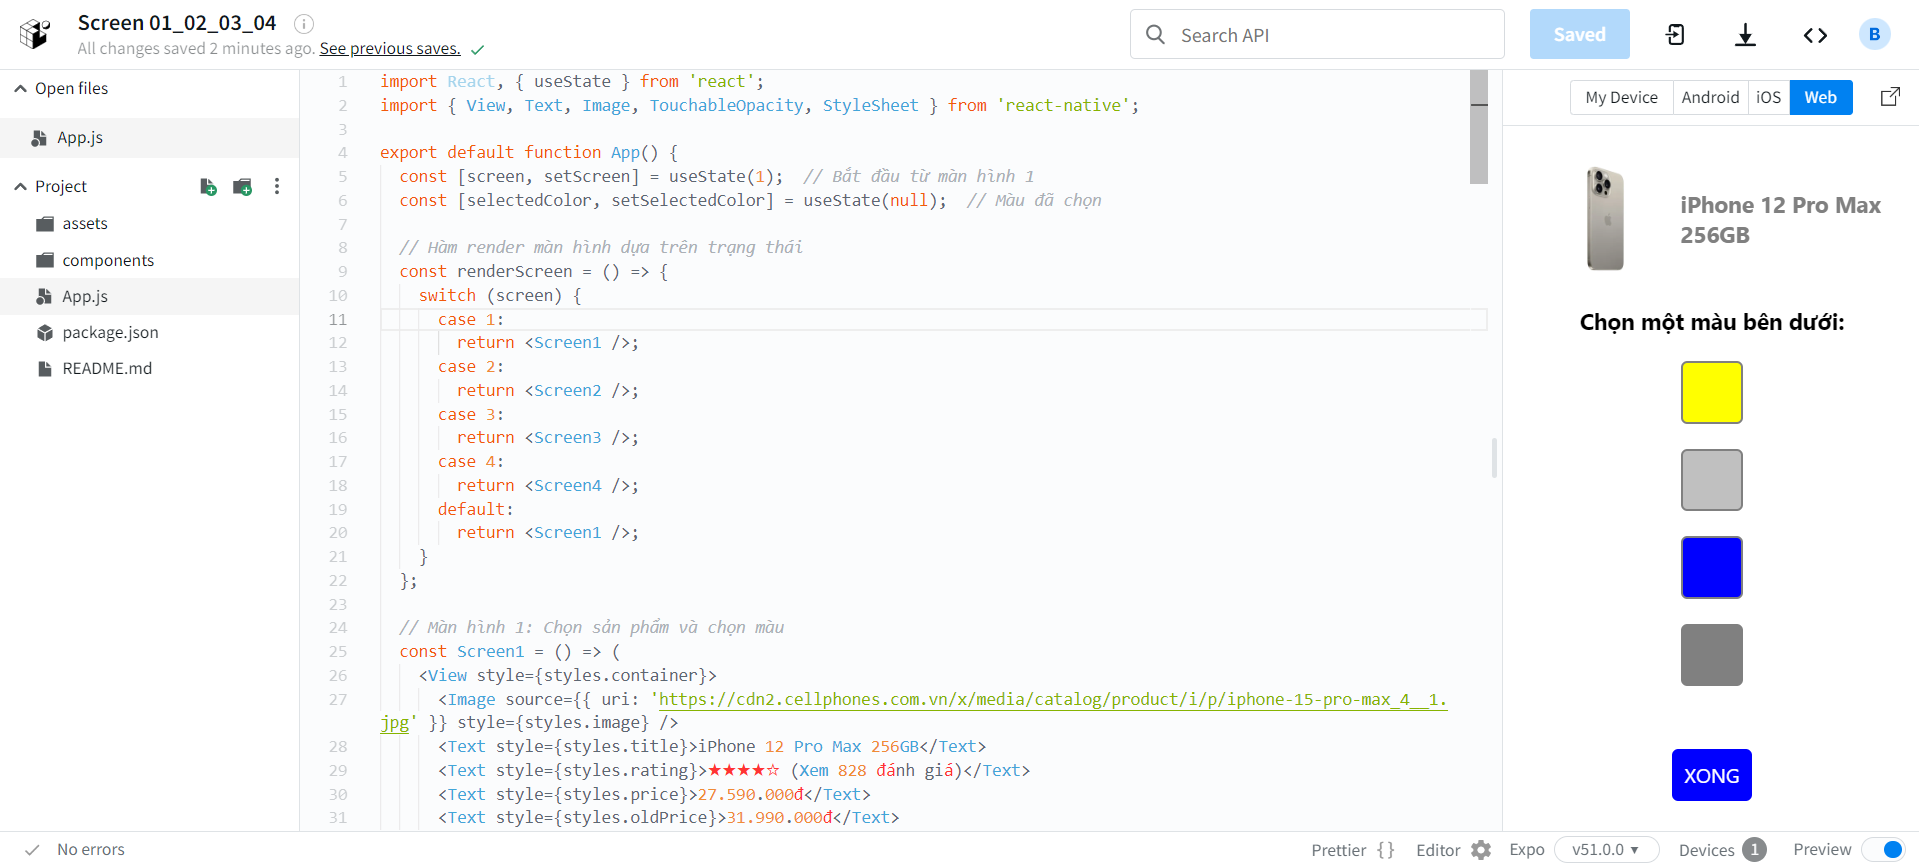 Screen 01_02_03_04
All changes saved 2 minutes ago. See previous saves.
Search API
Saved
B
Open files
App.js
Project
assets
components
App.js
package.json
README.md
1 import React, { useState } from 'react';
2 import { View, Text, Image, TouchableOpacity, StyleSheet } from 'react-native';
3
4 export default function App() {
5 const [screen, setScreen] = useState(1);  // Bắt đầu từ màn hình 1
6 const [selectedColor, setSelectedColor] = useState(null);  // Màu đã chọn
7
8 // Hàm render màn hình dựa trên trạng thái
9 const renderScreen = () => {
10 switch (screen) {
11 case 1:
12 return <Screen1 />;
13 case 2:
14 return <Screen2 />;
15 case 3:
16 return <Screen3 />;
17 case 4:
18 return <Screen4 />;
19 default:
20 return <Screen1 />;
21 }
22 };
23
24 // Màn hình 1: Chọn sản phẩm và chọn màu
25 const Screen1 = () => (
26 <View style={styles.container}>
27 <Image source={{ uri: 'https://cdn2.cellphones.com.vn/x/media/catalog/product/i/p/iphone-15-pro-max_4__1.
jpg' }} style={styles.image} />
28 <Text style={styles.title}>iPhone 12 Pro Max 256GB</Text>
29 <Text style={styles.rating}>★★★★☆ (Xem 828 đánh giá)</Text>
30 <Text style={styles.price}>27.590.000đ</Text>
31 <Text style={styles.oldPrice}>31.990.000đ</Text>
My Device Android iOS Web
iPhone 12 Pro Max
256GB
Chọn một màu bên dưới:
XONG
No errors
Prettier {} Editor Expo v51.0.0 ▾ Devices 1 Preview